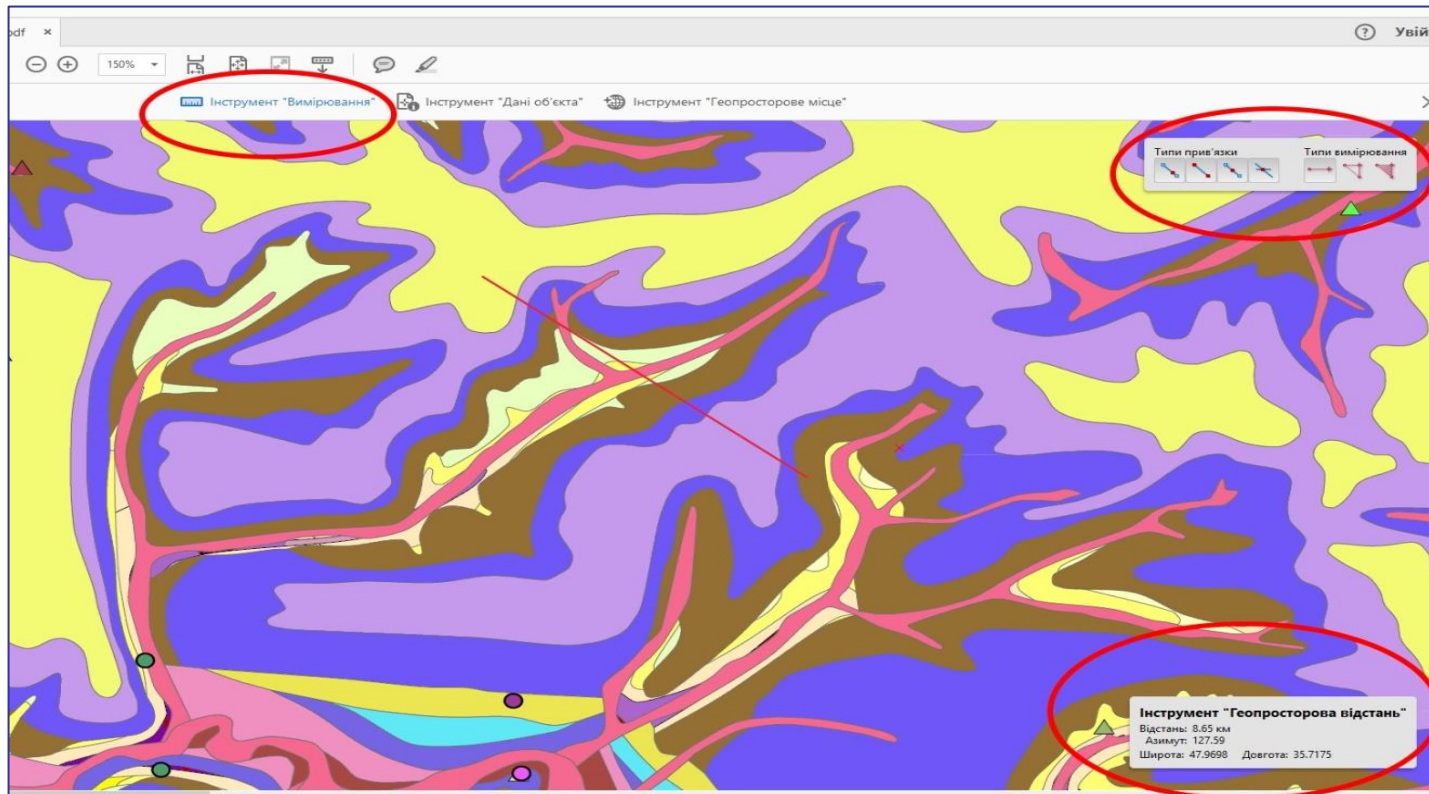 pdf ×
Увій
150%
Інструмент "Вимірювання" Інструмент "Дані об'єкта" Інструмент "Геопросторове місце"
Типи прив'язки Типи вимірювання
Інструмент "Геопросторова відстань"
Відстань: 8.65 км
Азимут: 127.59
Широта: 47.9698 Довгота: 35.7175